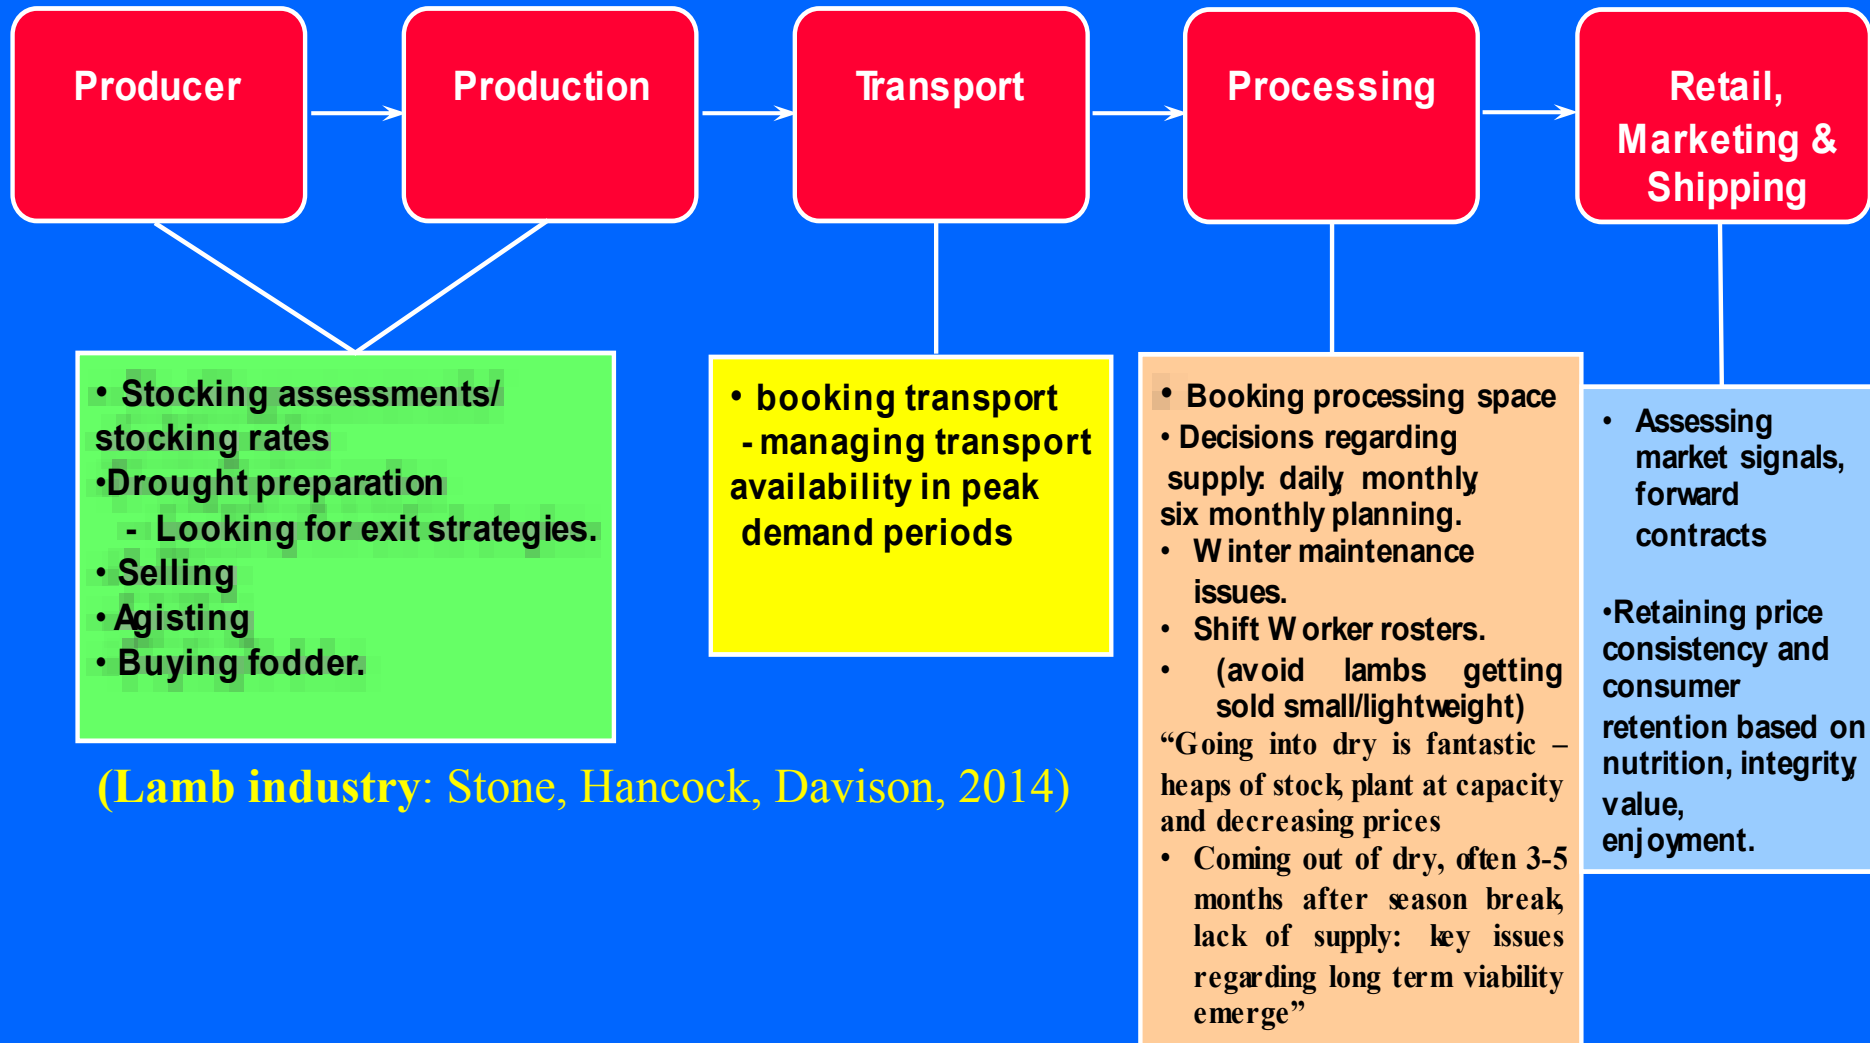 Producer
Production
Transport
Processing
Retail,
Marketing &
Shipping
• Stocking assessments/
stocking rates
•Drought preparation
- Looking for exit strategies.
• Selling
• Agisting
• Buying fodder.
• booking transport
- managing transport
availability in peak
demand periods
• Booking processing space
• Decisions regarding
supply: daily, monthly,
six monthly planning.
• Winter maintenance
issues.
• Shift Worker rosters.
• (avoid lambs getting
sold small/lightweight)
“Going into dry is fantastic –
heaps of stock, plant at capacity
and decreasing prices
• Coming out of dry, often 3-5
months after season break,
lack of supply: key issues
regarding long term viability
emerge”
• Assessing
market signals,
forward
contracts
•Retaining price
consistency and
consumer
retention based on
nutrition, integrity,
value,
enjoyment.
(Lamb industry: Stone, Hancock, Davison, 2014)